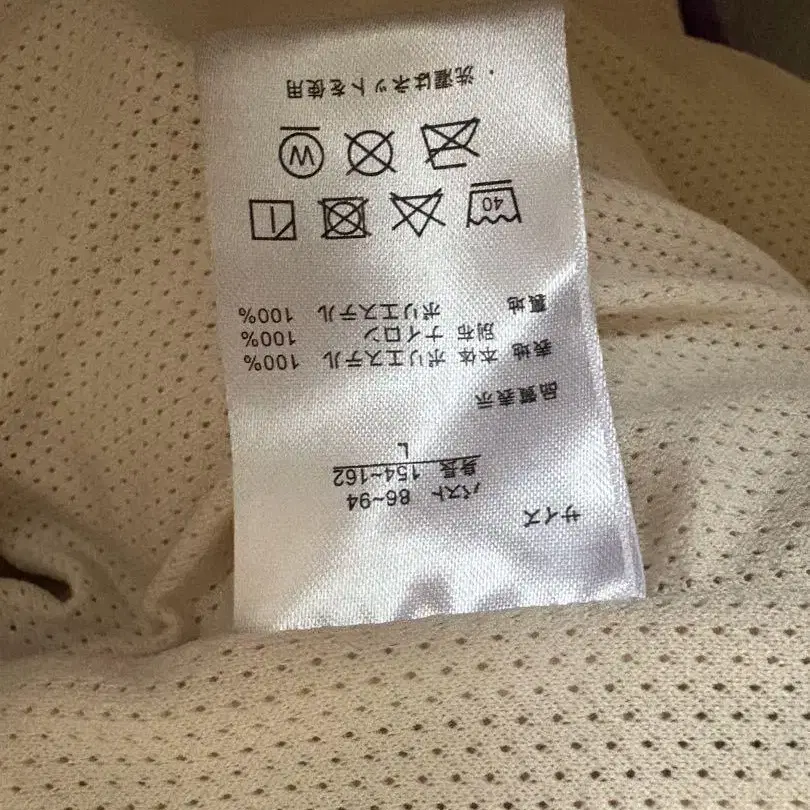 サイズ
バスト 86~94
身長 154~162
L
品質表示
表地 本体 ポリエステル 100%
別布 ナイロン 100%
裏地 ポリエステル 100%
40
W
・洗濯はネットを使用